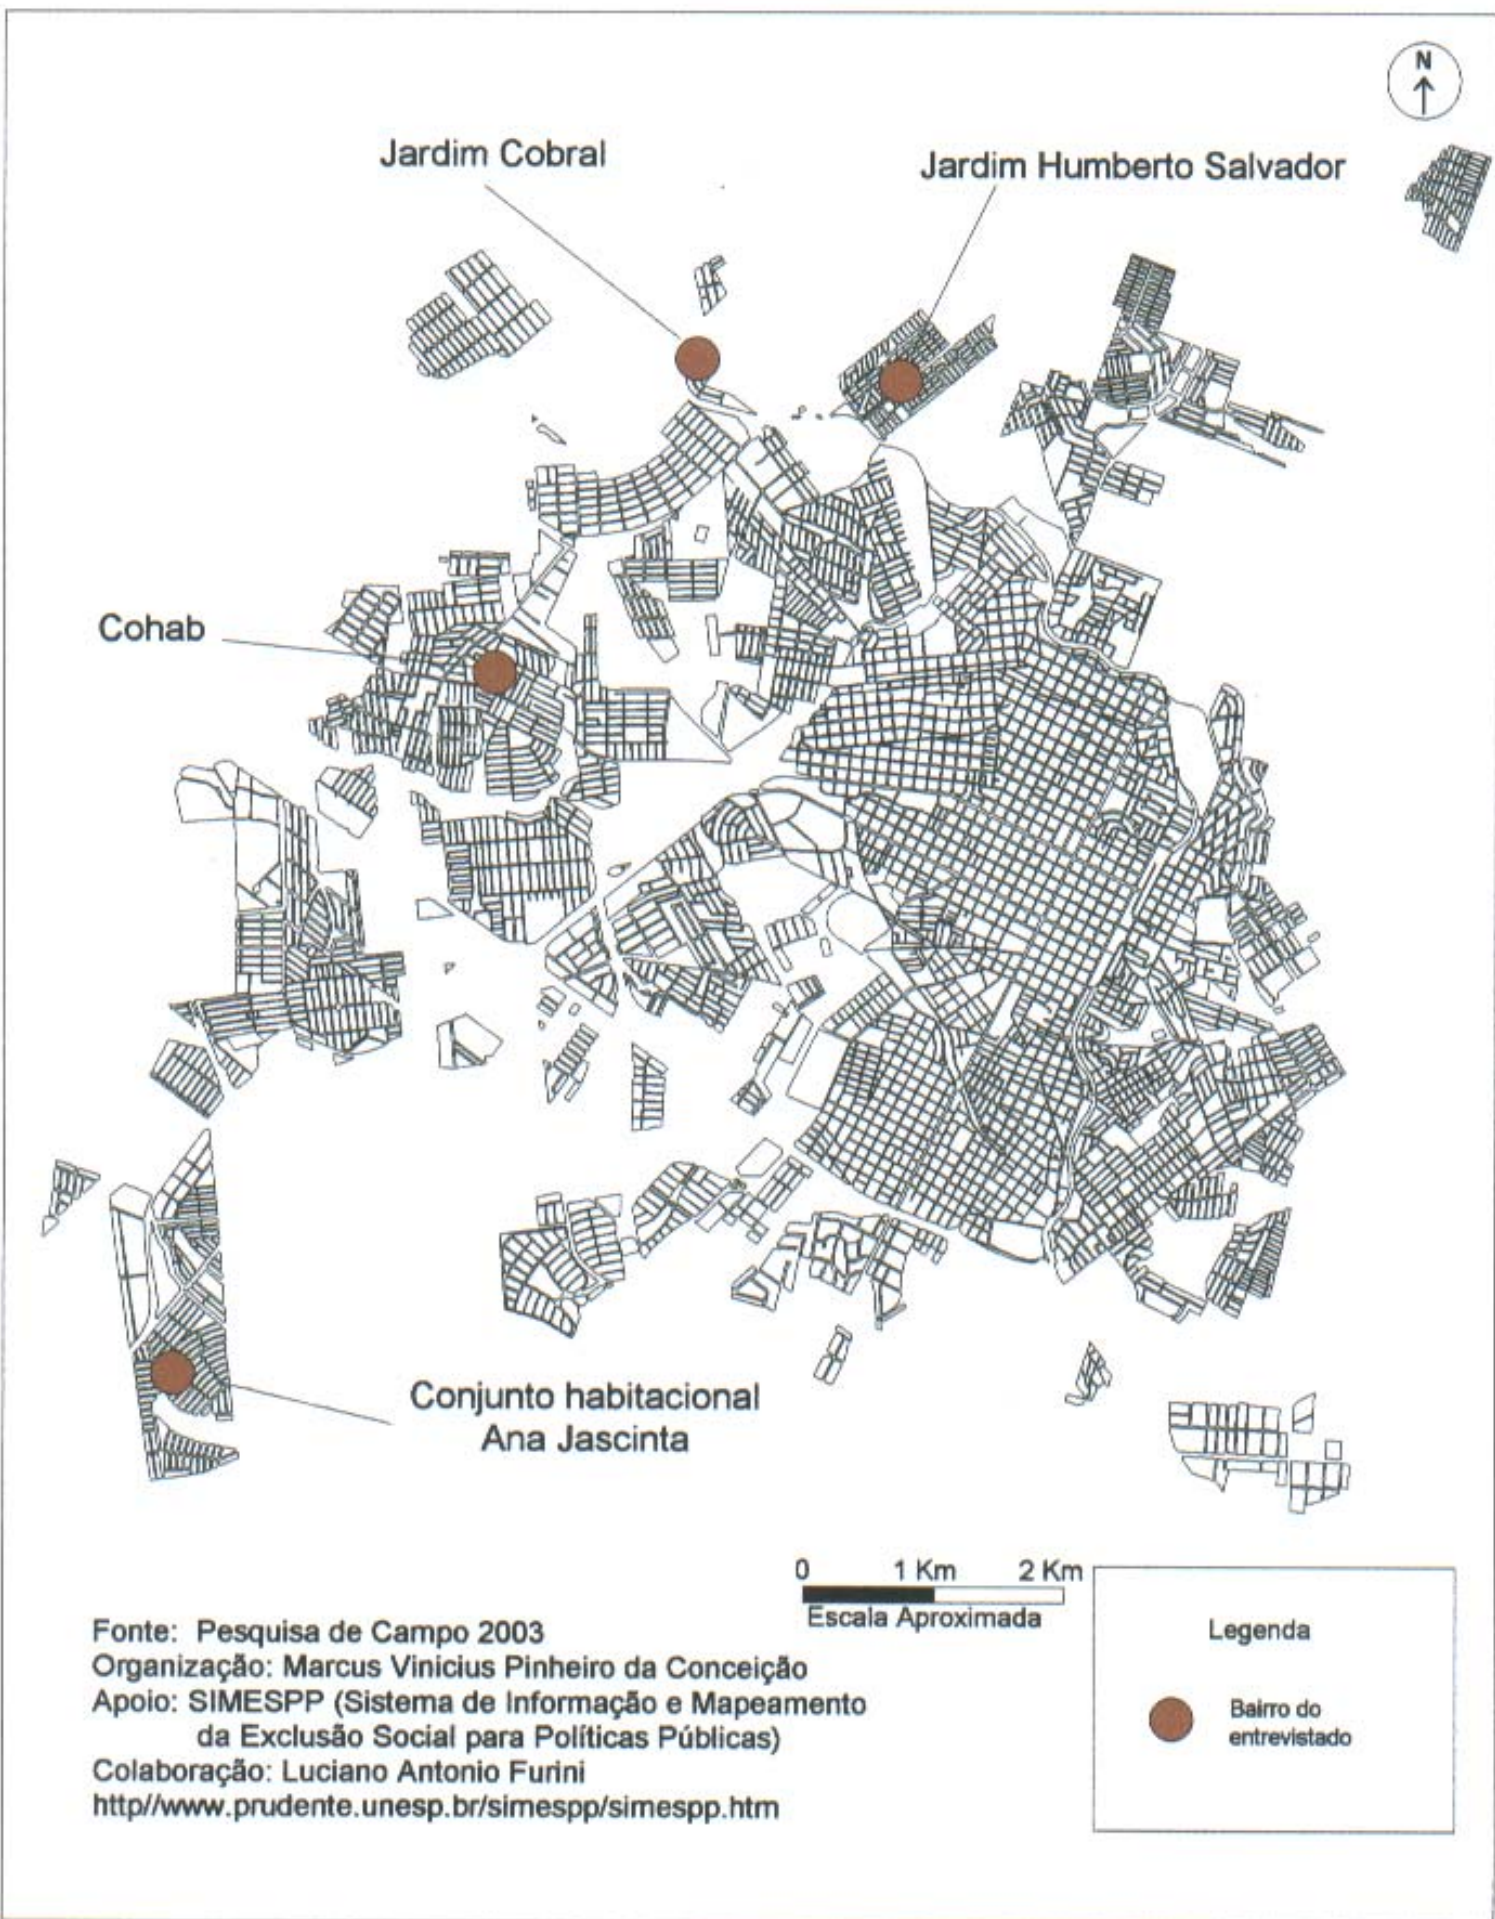 N
Jardim Cobral
Jardim Humberto Salvador
Cohab
Conjunto habitacional
Ana Jascinta
0 1 Km 2 Km
Escala Aproximada
Fonte: Pesquisa de Campo 2003
Organização: Marcus Vinicius Pinheiro da Conceição
Apoio: SIMESPP (Sistema de Informação e Mapeamento
da Exclusão Social para Políticas Públicas)
Colaboração: Luciano Antonio Furini
http//www.prudente.unesp.br/simespp/simespp.htm
Legenda
Bairro do
entrevistado